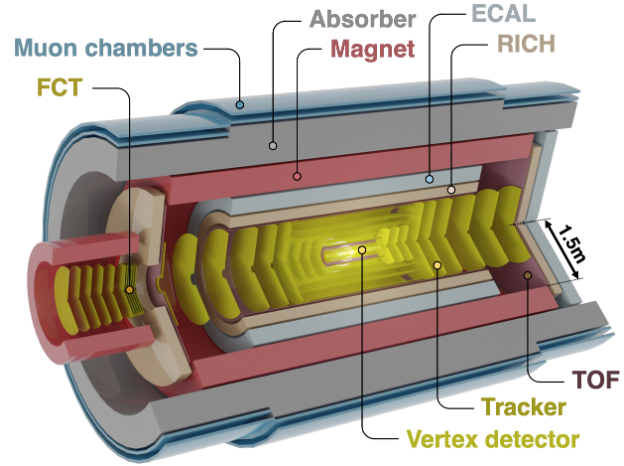 Absorber
ECAL
Muon chambers
Magnet
RICH
FCT
1.5m
TOF
Tracker
Vertex detector